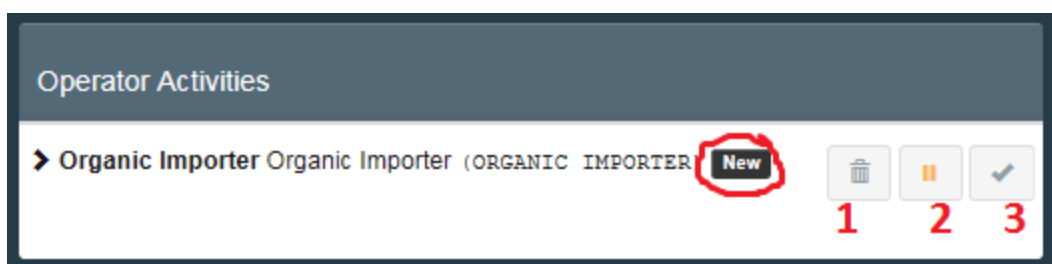 Operator Activities
Organic Importer Organic Importer (ORGANIC IMPORTER) New
1 2 3